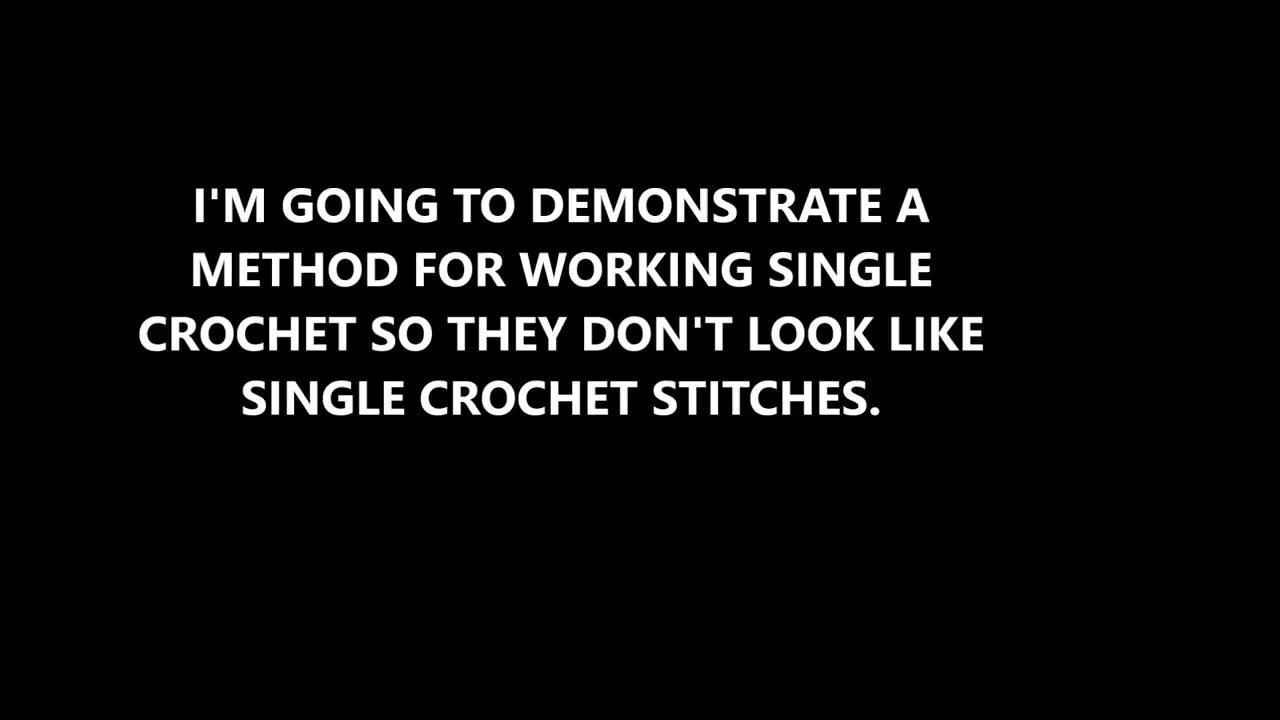 I'M GOING TO DEMONSTRATE A
METHOD FOR WORKING SINGLE
CROCHET SO THEY DON'T LOOK LIKE
SINGLE CROCHET STITCHES.